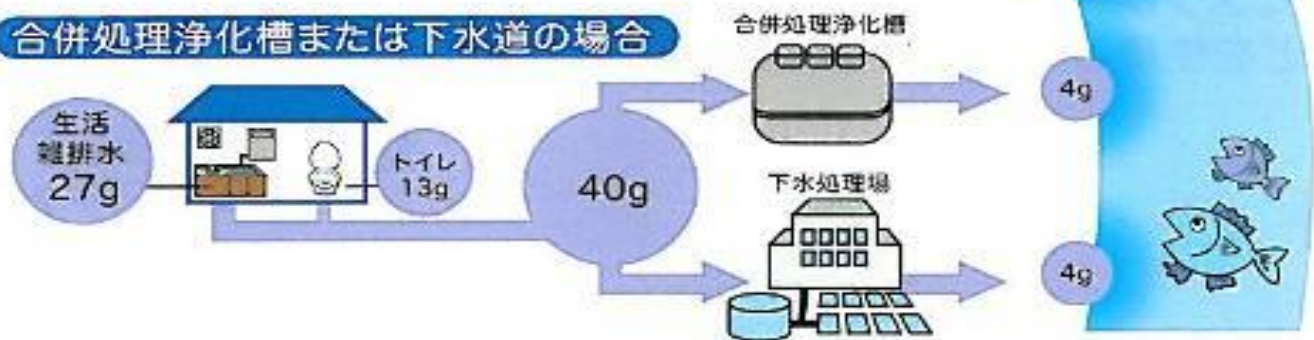 合併処理浄化槽または下水道の場合
生活
雑排水
27g
トイレ
13g
40g
合併処理浄化槽
4g
下水処理場
4g